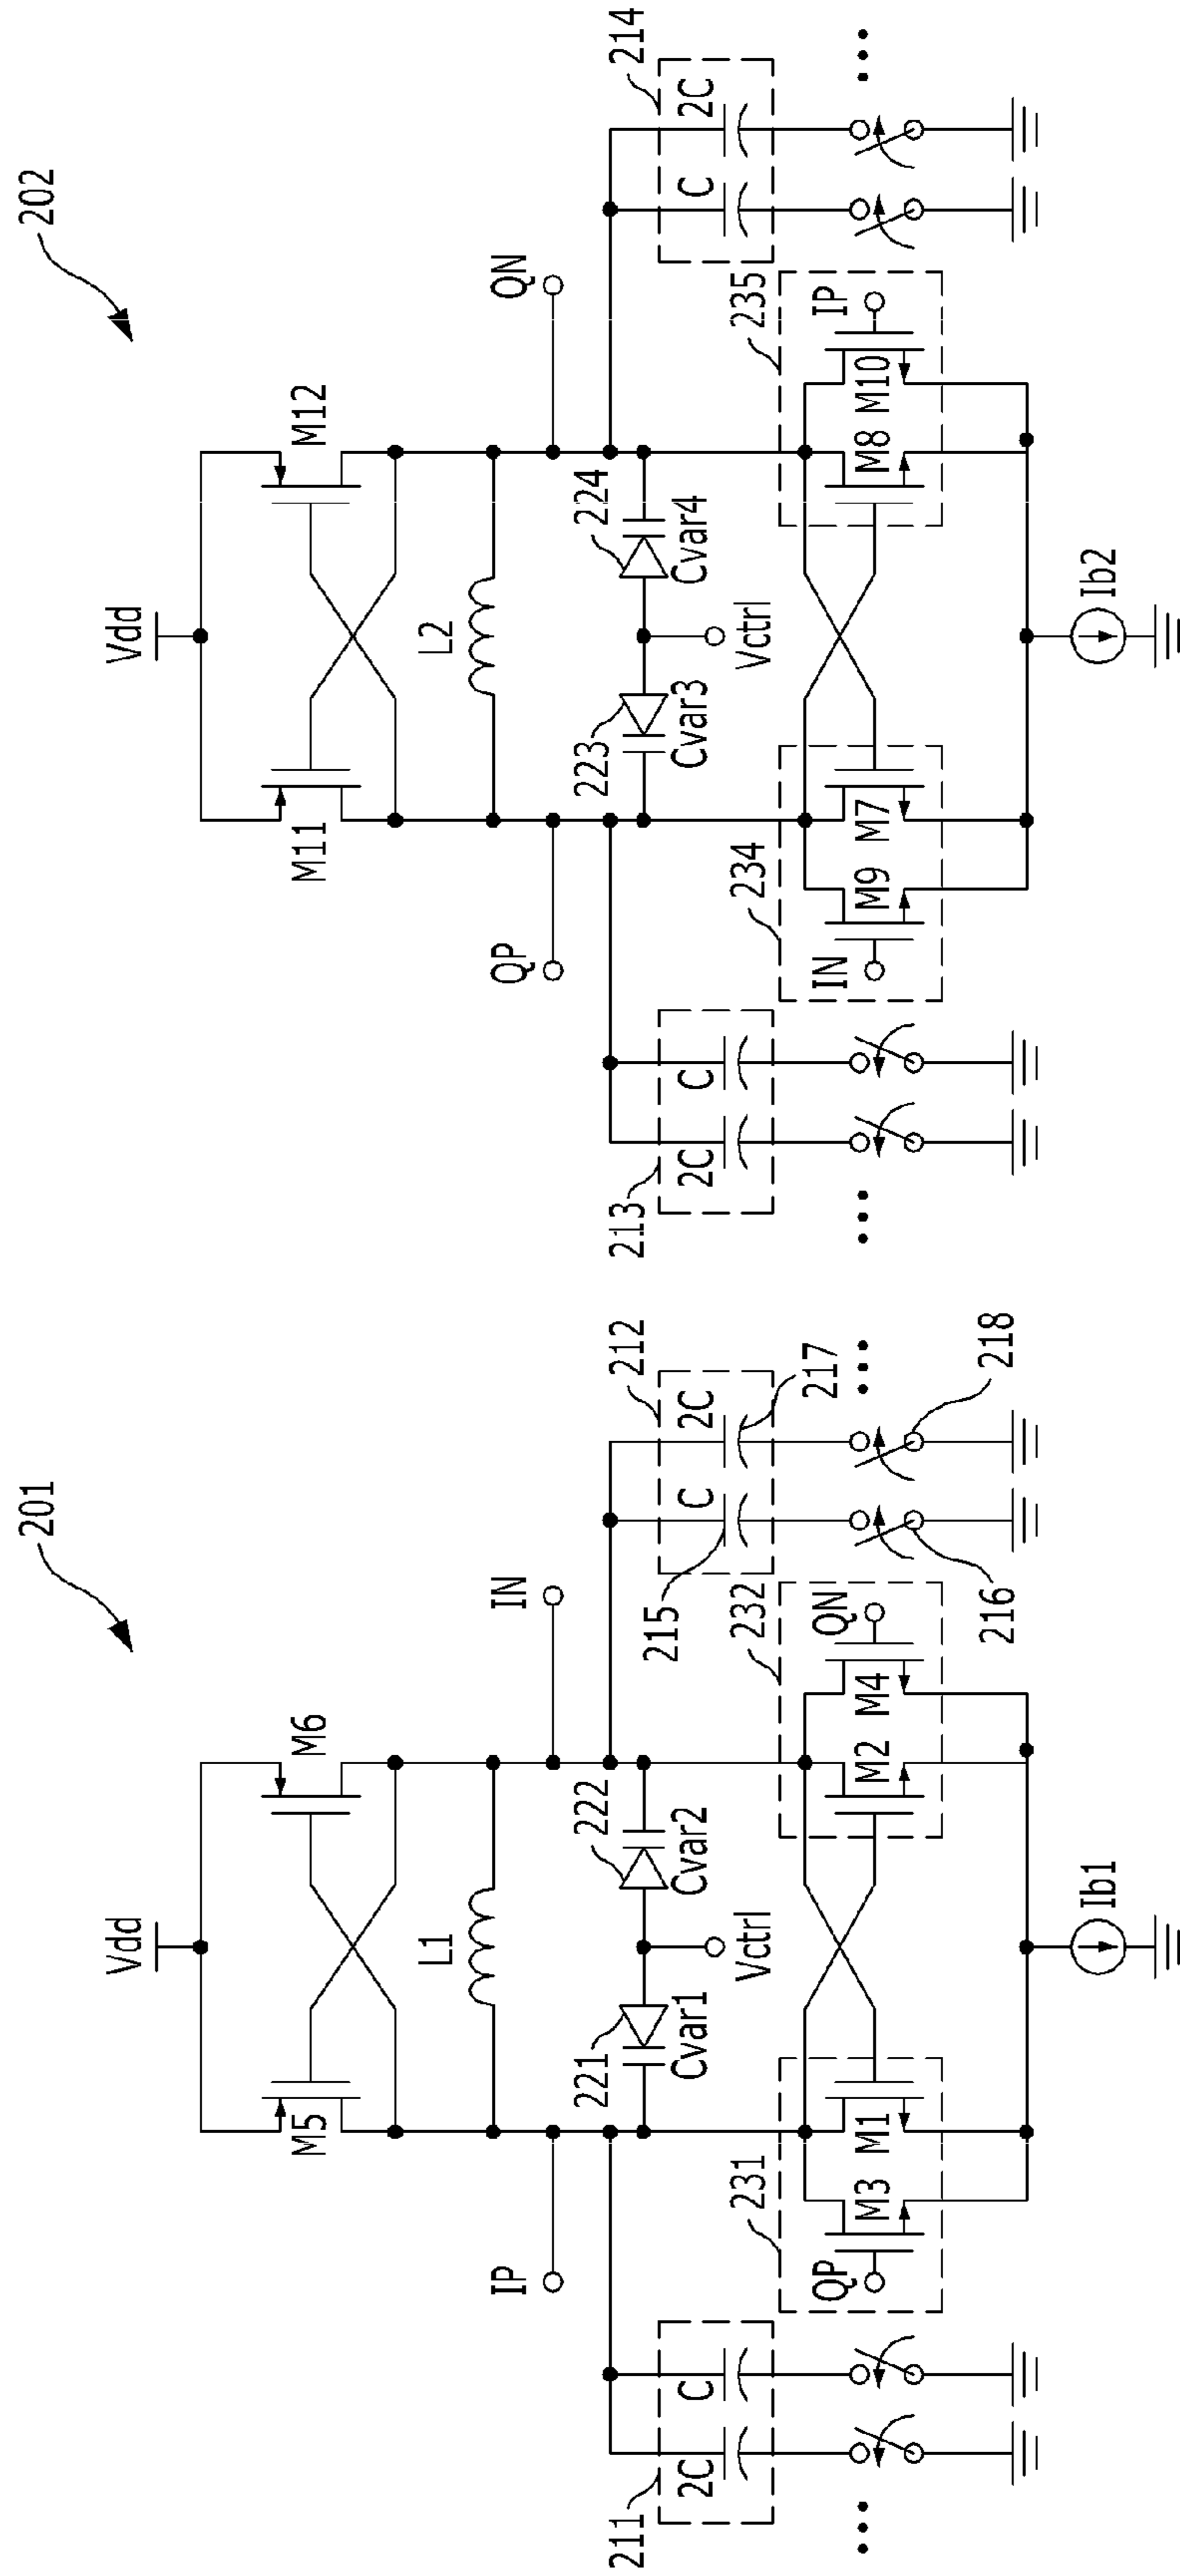 201
202
Vdd
Vdd
M5
M6
M11
M12
L1
L2
IP
IN
QP
QN
211
2C
C
221
222
Cvar1
Cvar2
Vctrl
212
C
2C
215
217
213
2C
C
223
224
Cvar3
Cvar4
Vctrl
214
C
2C
231
QP
M3
M1
232
M2
M4
QN
216
218
234
IN
M9
M7
235
M8
M10
IP
•••
•••
•••
•••
Ib1
Ib2